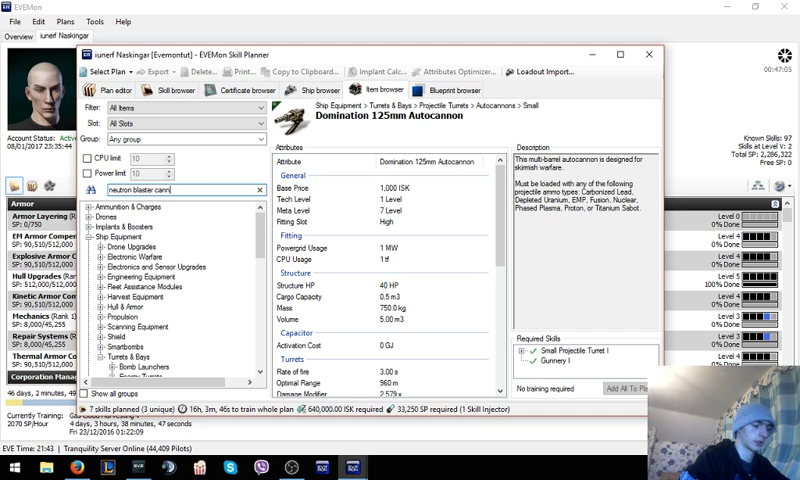 EVEMon
File Edit Plans Tools Help
Overview iunerf Naskingar
iunerf Naskingar [Evemontut] - EVEMon Skill Planner
Select Plan Export Delete... Print... Copy to Clipboard... Implant Calc... Attributes Optimizer... Loadout Import...
Plan editor Skill browser Certificate browser Ship browser Item browser Blueprint browser
Filter: All Items
Slot: All Slots
Group: Any group
CPU limit 10
Power limit 10
neutron blaster cann
Ammunition & Charges
Drones
Implants & Boosters
Ship Equipment
Drone Upgrades
Electronic Warfare
Electronics and Sensor Upgrades
Engineering Equipment
Fleet Assistance Modules
Harvest Equipment
Hull & Armor
Propulsion
Scanning Equipment
Shield
Smartbombs
Turrets & Bays
Bomb Launchers
Energy Turrets
Show all groups
Ship Equipment > Turrets & Bays > Projectile Turrets > Autocannons > Small
Domination 125mm Autocannon
Attributes
Attribute Domination 125mm Autocannon
General
Base Price 1,000 ISK
Tech Level 1 Level
Meta Level 7 Level
Fitting Slot High
Fitting
Powergrid Usage 1 MW
CPU Usage 1 tf
Structure
Structure HP 40 HP
Cargo Capacity 0.5 m3
Mass 750.0 kg
Volume 5.00 m3
Capacitor
Activation Cost 0 GJ
Turrets
Rate of fire 3.00 s
Optimal Range 960 m
Damage Modifier 2.579 x
Description
This multi-barrel autocannon is designed for
skirmish warfare.
Must be loaded with any of the following
projectile ammo types: Carbonized Lead,
Depleted Uranium, EMP, Fusion, Nuclear,
Phased Plasma, Proton, or Titanium Sabot.
Required Skills
Small Projectile Turret I
Gunnery I
No training required Add All To Pla
7 skills planned (3 unique) 16h, 3m, 46s to train whole plan 640,000.00 ISK required 33,250 SP required (1 Skill Injector)
Account Status: Active
08/01/2017 23:35:44
00:47:05
Known Skills: 97
Skills at Level V: 2
Total SP: 2,286,322
Free SP: 0
Armor
Armor Layering (Ra
SP: 0/750
Level 0
0% Done
EM Armor Compen
SP: 90,510/512,000
Level 4
0% Done
Explosive Armor C
SP: 90,510/512,000
Level 4
0% Done
Hull Upgrades (Ra
SP: 512,000/512,000
Level 5
100% Done
Kinetic Armor Com
SP: 90,510/512,000
Level 4
0% Done
Mechanics (Rank 1
SP: 8,000/45,255
Level 3
0% Done
Repair Systems (R
SP: 8,000/45,255
Level 3
0% Done
Thermal Armor Co
SP: 90,510/512,000
Level 4
Corporation Manag
46 days, 2 minutes, 49
Currently Training:
2070 SP/Hour
4 days, 3 hours, 38 minutes, 47 seconds
Fri 23/12/2016 01:22:09
EVE Time: 21:43 Tranquility Server Online (44,409 Pilots)